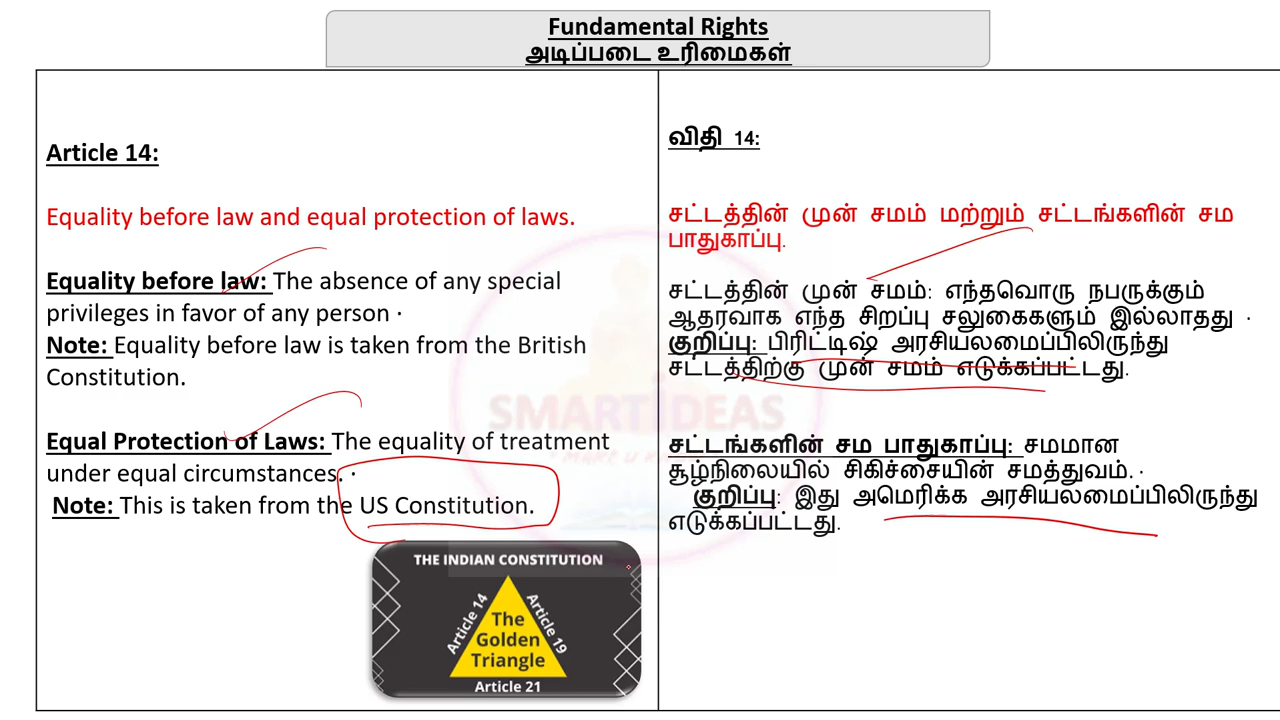 Fundamental Rights
அடிப்படை உரிமைகள்
Article 14:
Equality before law and equal protection of laws.
Equality before law: The absence of any special
privileges in favor of any person ·
Note: Equality before law is taken from the British
Constitution.
Equal Protection of Laws: The equality of treatment
under equal circumstances. ·
Note: This is taken from the US Constitution.
THE INDIAN CONSTITUTION
Article 14
Article 19
The
Golden
Triangle
Article 21
விதி 14:
சட்டத்தின் முன் சமம் மற்றும் சட்டங்களின் சம
பாதுகாப்பு.
சட்டத்தின் முன் சமம்: எந்தவொரு நபருக்கும்
ஆதரவாக எந்த சிறப்பு சலுகைகளும் இல்லாதது ·
குறிப்பு: பிரிட்டிஷ் அரசியலமைப்பிலிருந்து
சட்டத்திற்கு முன் சமம் எடுக்கப்பட்டது.
சட்டங்களின் சம பாதுகாப்பு: சமமான
சூழ்நிலையில் சிகிச்சையின் சமத்துவம். ·
குறிப்பு: இது அமெரிக்க அரசியலமைப்பிலிருந்து
எடுக்கப்பட்டது.
SMART IDEAS